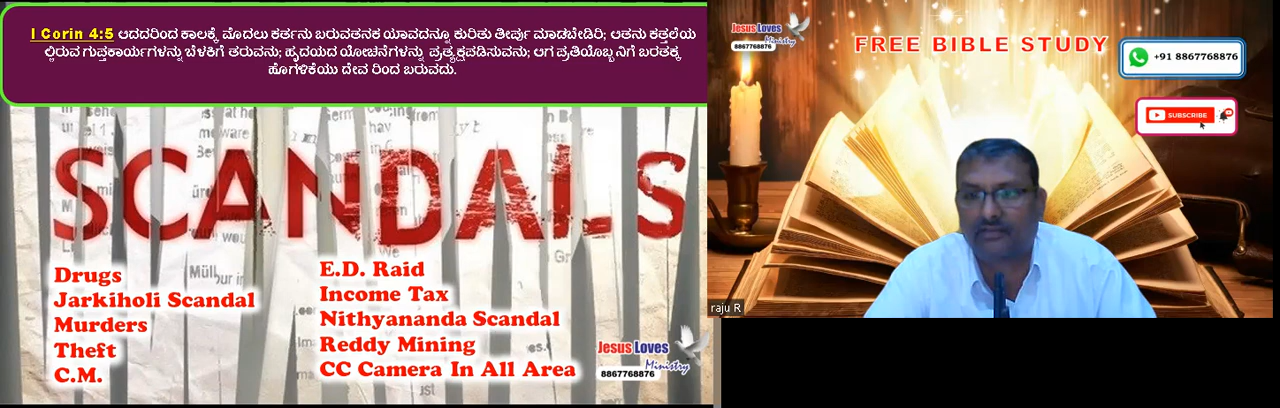 I Corin 4:5 ಆದದರಿಂದ ಕಾಲಕ್ಕೆ ಮೊದಲು ಕರ್ತನು ಬರುವತನಕ ಯಾವದನ್ನೂ ಕುರಿತು ತೀರ್ಪು ಮಾಡಬೇಡಿರಿ; ಆತನು ಕತ್ತಲೆಯ
ಲ್ಲಿರುವ ಗುಪ್ತಕಾರ್ಯಗಳನ್ನು ಬೆಳಕಿಗೆ ತರುವನು; ಹೃದಯದ ಯೋಚನೆಗಳನ್ನು ಪ್ರತ್ಯಕ್ಷಪಡಿಸುವನು; ಆಗ ಪ್ರತಿಯೊಬ್ಬನಿಗೆ ಬರತಕ್ಕ
ಹೊಗಳಿಕೆಯು ದೇವ ರಿಂದ ಬರುವದು.
SCANDALS
Drugs
Jarkiholi Scandal
Murders
Theft
C.M.
E.D. Raid
Income Tax
Nithyananda Scandal
Reddy Mining
CC Camera In All Area
Jesus Loves
Ministry
8867768876
Jesus Loves
Ministry
8867768876
FREE BIBLE STUDY
+91 8867768876
SUBSCRIBE
raju R